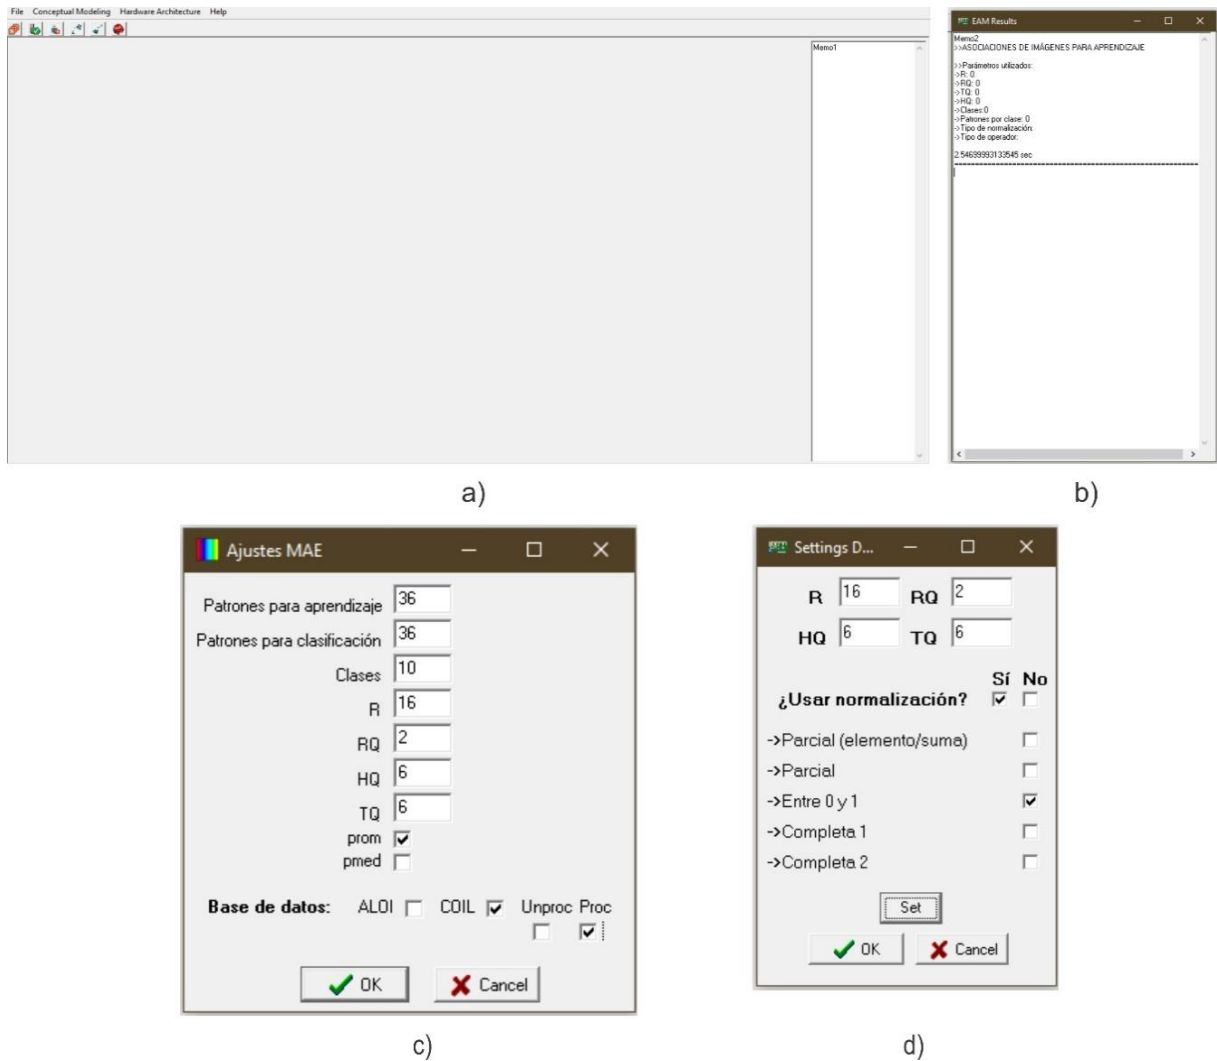 File Conceptual Modeling Hardware Architecture Help
Memo1
a)
EAM Results
Memo2
>>ASOCIACIONES DE IMÁGENES PARA APRENDIZAJE
>>Parámetros utilizados:
->R: 0
->RQ: 0
->TQ: 0
->HQ: 0
->Clases:0
->Patrones por clase: 0
->Tipo de normalización:
->Tipo de operador:
2.54699993133545 sec
b)
Ajustes MAE
Patrones para aprendizaje 36
Patrones para clasificación 36
Clases 10
R 16
RQ 2
HQ 6
TQ 6
prom
pmed
Base de datos: ALOI COIL Unproc Proc
OK Cancel
c)
Settings D...
R 16 RQ 2
HQ 6 TQ 6
Sí No
¿Usar normalización?
->Parcial (elemento/suma)
->Parcial
->Entre 0 y 1
->Completa 1
->Completa 2
Set
OK Cancel
d)